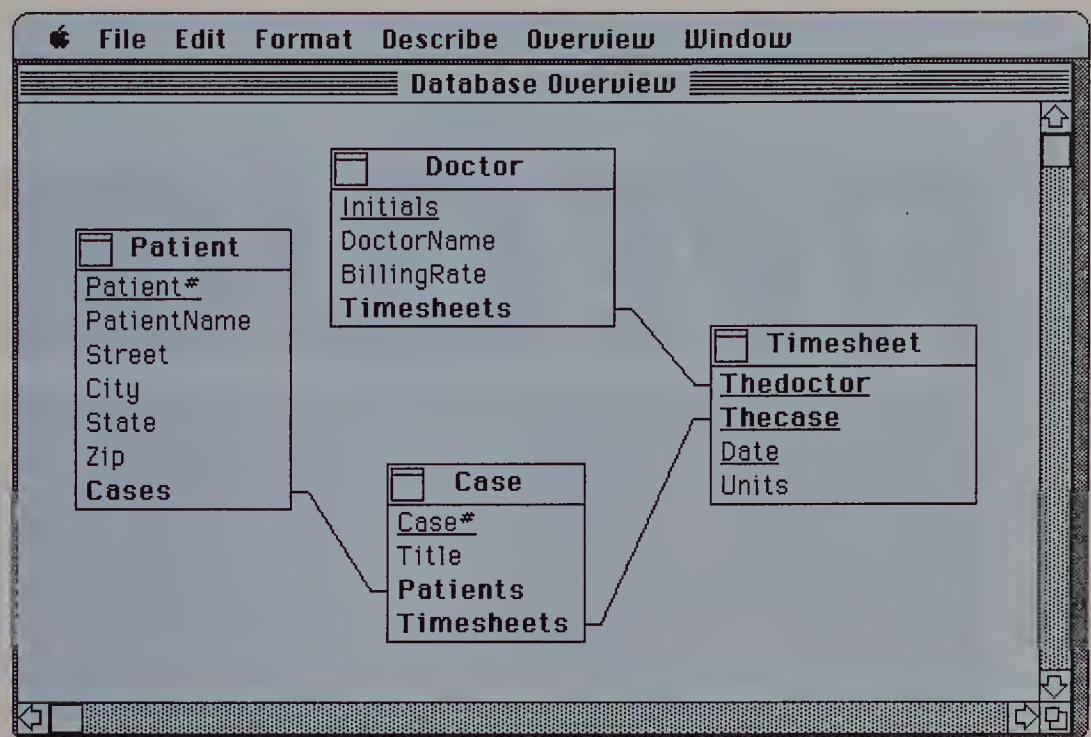 File Edit Format Describe Overview Window
Database Overview
Doctor
Initials
DoctorName
BillingRate
Timesheets
Patient
Patient#
PatientName
Street
City
State
Zip
Cases
Timesheet
Thedoctor
Thecase
Date
Units
Case
Case#
Title
Patients
Timesheets